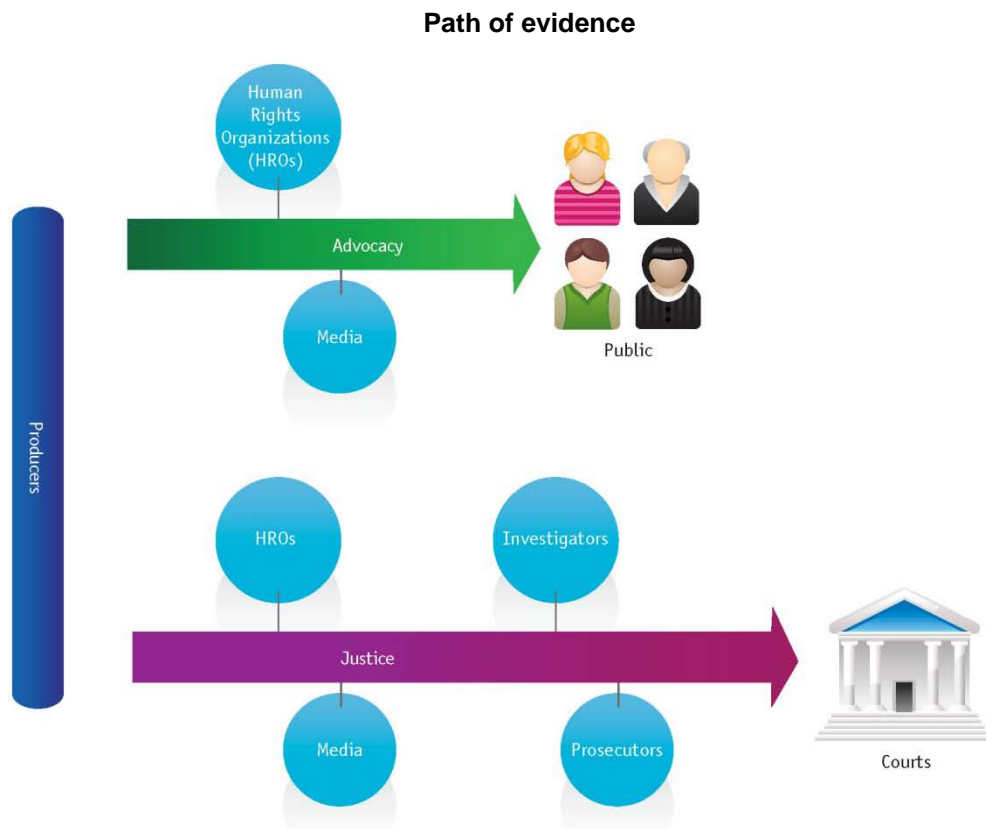 Path of evidence
Human
Rights
Organizations
(HROs)
Advocacy
Media
Public
Producers
HROs
Investigators
Justice
Media
Prosecutors
Courts